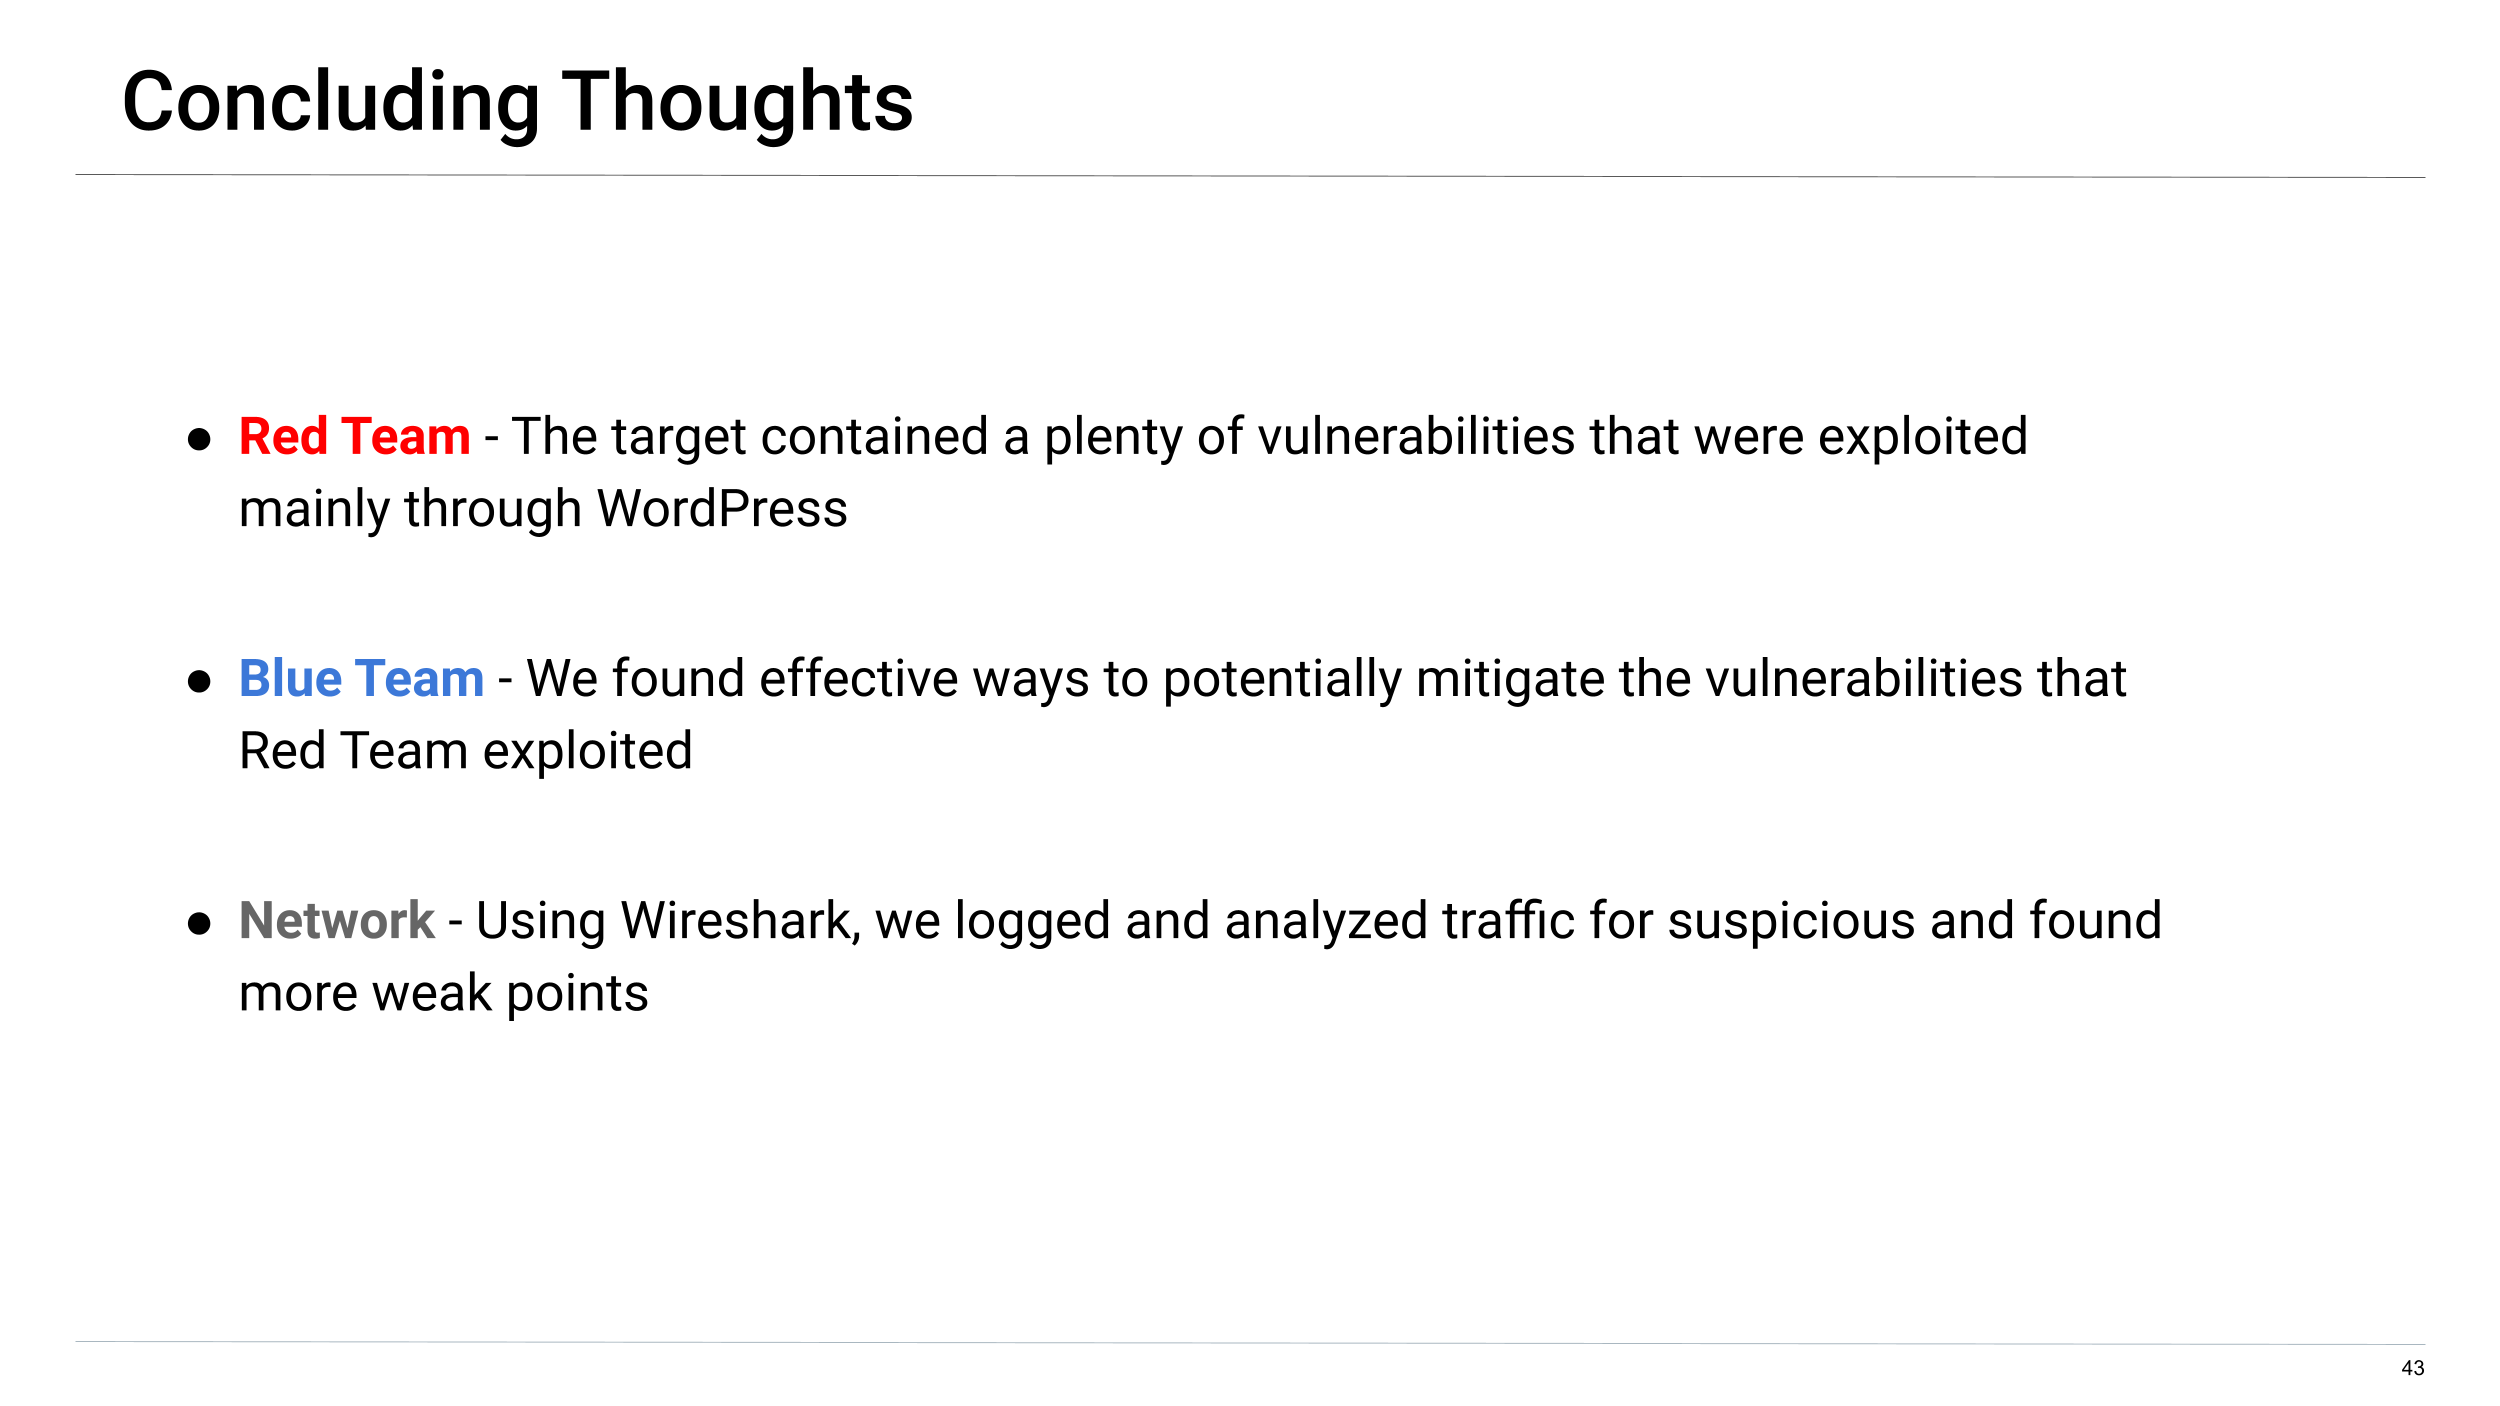 Concluding Thoughts
● Red Team - The target contained a plenty of vulnerabilities that were exploited
mainly through WordPress
● Blue Team - We found effective ways to potentially mitigate the vulnerabilities that
Red Team exploited
● Network - Using Wireshark, we logged and analyzed traffic for suspicious and found
more weak points
43